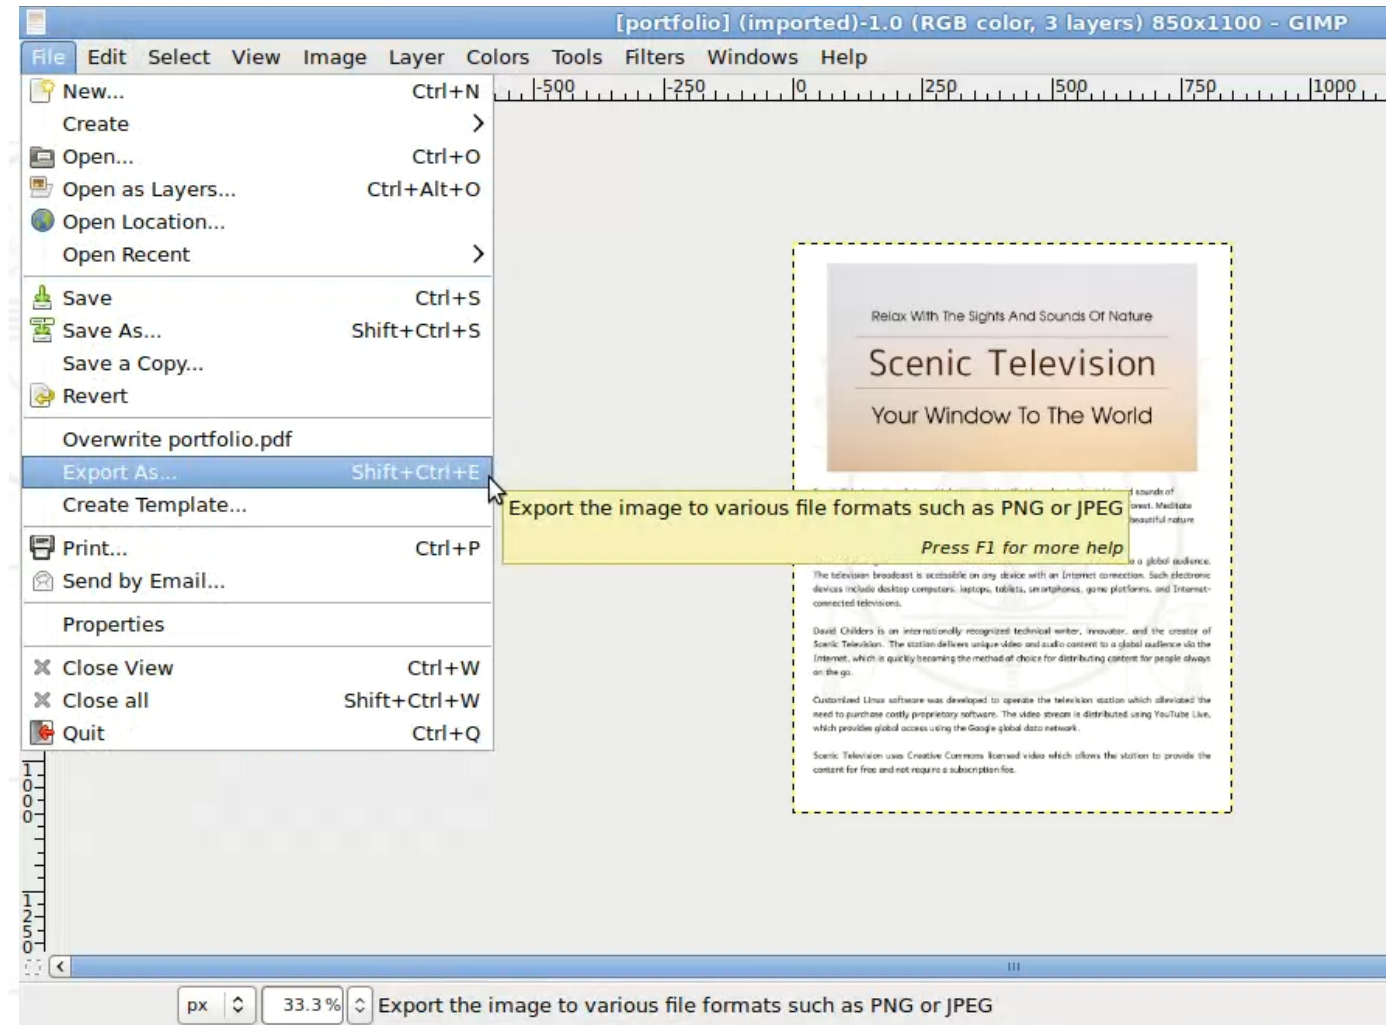 [portfolio] (imported)-1.0 (RGB color, 3 layers) 850x1100 – GIMP
File Edit Select View Image Layer Colors Tools Filters Windows Help
New... Ctrl+N
-500 -250 0 250 500 750 1000
Create
Open... Ctrl+O
Open as Layers... Ctrl+Alt+O
Open Location...
Open Recent
Save Ctrl+S
Save As... Shift+Ctrl+S
Save a Copy...
Revert
Overwrite portfolio.pdf
Export As... Shift+Ctrl+E
Create Template...
Print... Ctrl+P
Send by Email...
Properties
Close View Ctrl+W
Close all Shift+Ctrl+W
Quit Ctrl+Q
Relax With The Sights And Sounds Of Nature
Scenic Television
Your Window To The World
d sounds of
orest. Meditate
beautiful nature
Export the image to various file formats such as PNG or JPEG
Press F1 for more help
to a global audience.
The television broadcast is accessible on any device with an Internet connection. Such electronic
devices include desktop computers, laptops, tablets, smartphones, game platforms, and Internet-
connected televisions.
David Childers is an internationally recognized technical writer, innovator, and the creator of
Scenic Television. The station delivers unique video and audio content to a global audience via the
Internet, which is quickly becoming the method of choice for distributing content for people always
on the go.
Customized Linux software was developed to operate the television station which alleviated the
need to purchase costly proprietary software. The video stream is distributed using YouTube Live,
which provides global access using the Google global data network.
Scenic Television uses Creative Commons licensed video which allows the station to provide the
content for free and not require a subscription fee.
1000
1250
px 33.3% Export the image to various file formats such as PNG or JPEG